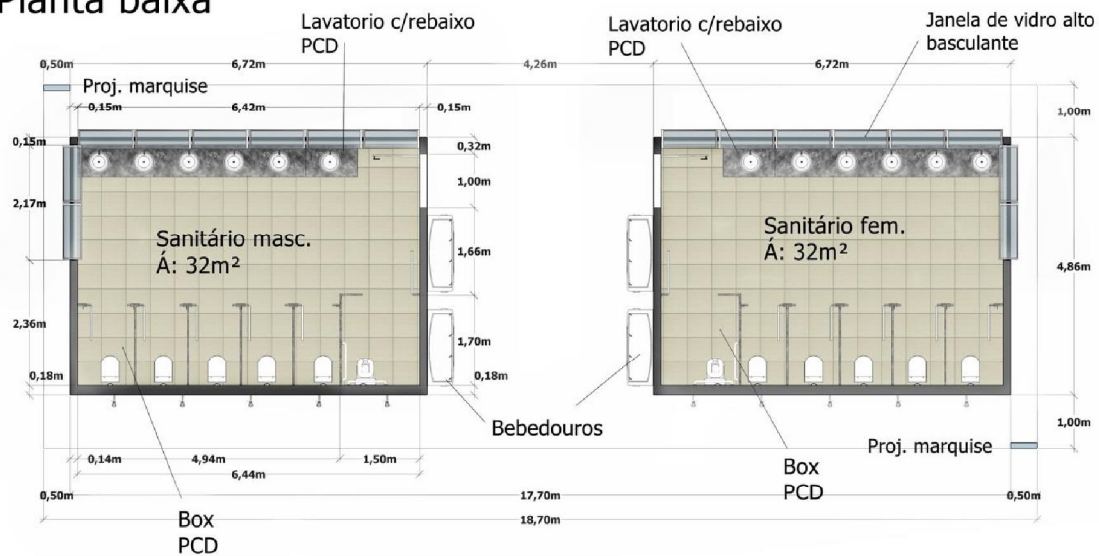 Planta baixa
Lavatorio c/rebaixo
PCD
Lavatorio c/rebaixo
PCD
Janela de vidro alto
basculante
0,50m
6,72m
4,26m
6,72m
Proj. marquise
0,15m
6,42m
0,15m
1,00m
0,15m
0,32m
1,00m
2,17m
Sanitário masc.
Á: 32m²
1,66m
Sanitário fem.
Á: 32m²
4,86m
2,36m
1,70m
0,18m
0,18m
Bebedouros
1,00m
Proj. marquise
0,14m
4,94m
1,50m
6,44m
Box
PCD
0,50m
17,70m
0,50m
18,70m
Box
PCD